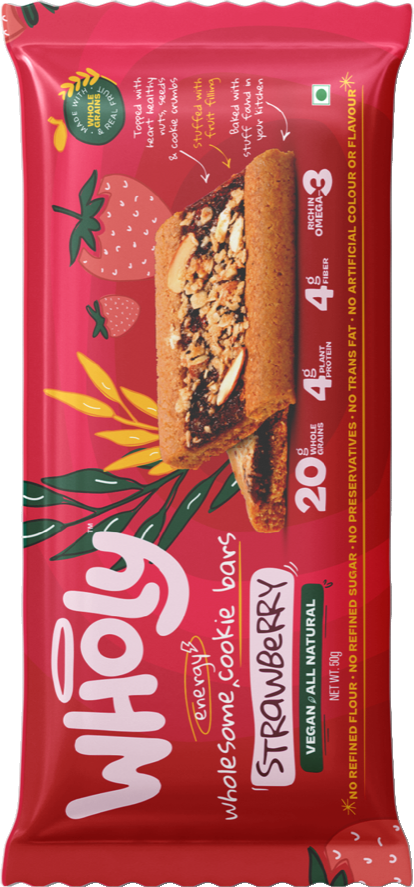 WHOLY™
energy
wholesome cookie bars
STRAWBERRY
VEGAN ALL NATURAL
NET WT. 50g
MADE WITH
WHOLE
GRAINS
& REAL FRUIT
Topped with
heart healthy
nuts, seeds
& cookie crumbs
Stuffed with
fruit filling
Baked with
stuff found in
your kitchen
20g WHOLE
GRAINS
4g PLANT
PROTEIN
4g FIBER
RICH IN
OMEGA-3
*NO REFINED FLOUR • NO REFINED SUGAR • NO PRESERVATIVES • NO TRANS FAT • NO ARTIFICIAL COLOUR OR FLAVOUR*